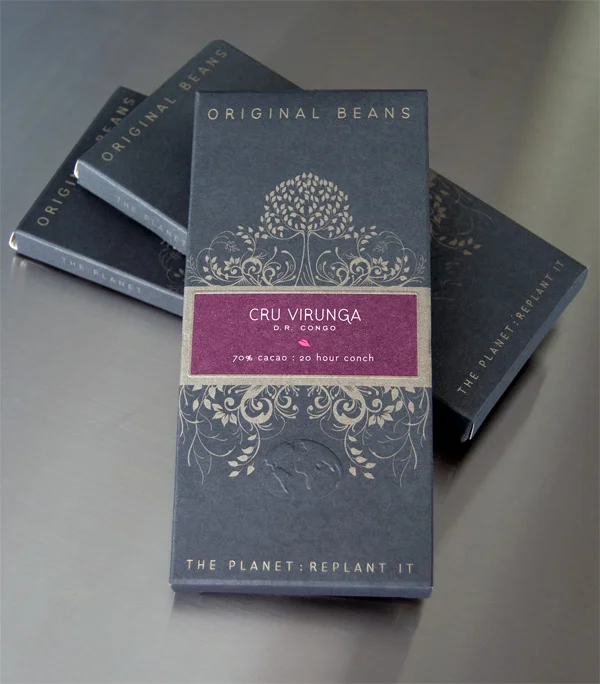 ORIGINAL BEANS
CRU VIRUNGA
D.R. CONGO
70% cacao : 20 hour conch
THE PLANET : REPLANT IT
ORIGINAL BEANS
THE PLANET
THE PLANET : REPLANT IT
ORIGINAL BEANS
THE PLANET